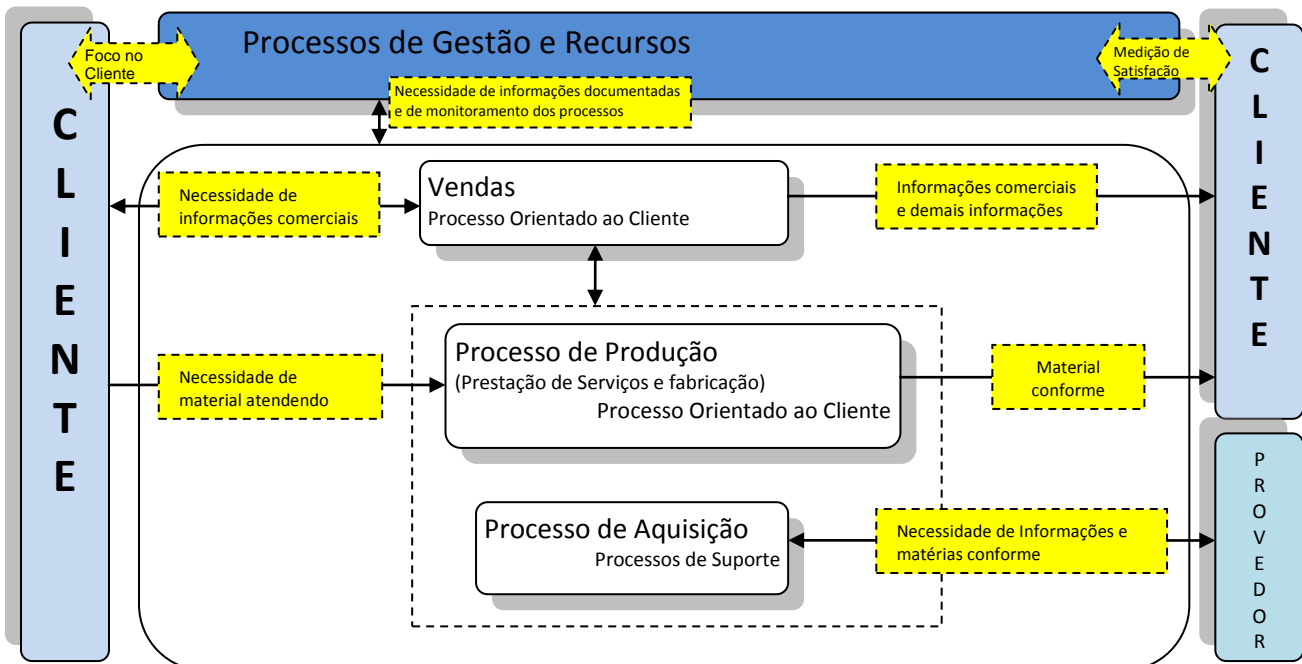 Processos de Gestão e Recursos
Foco no
Cliente
Medição de
Satisfação
Necessidade de informações documentadas
e de monitoramento dos processos
CLIENTE
Necessidade de
informações comerciais
Vendas
Processo Orientado ao Cliente
Informações comerciais
e demais informações
CLIENTE
Necessidade de
material atendendo
Processo de Produção
(Prestação de Serviços e fabricação)
Processo Orientado ao Cliente
Material
conforme
Processo de Aquisição
Processos de Suporte
Necessidade de Informações e
matérias conforme
PROVEDOR